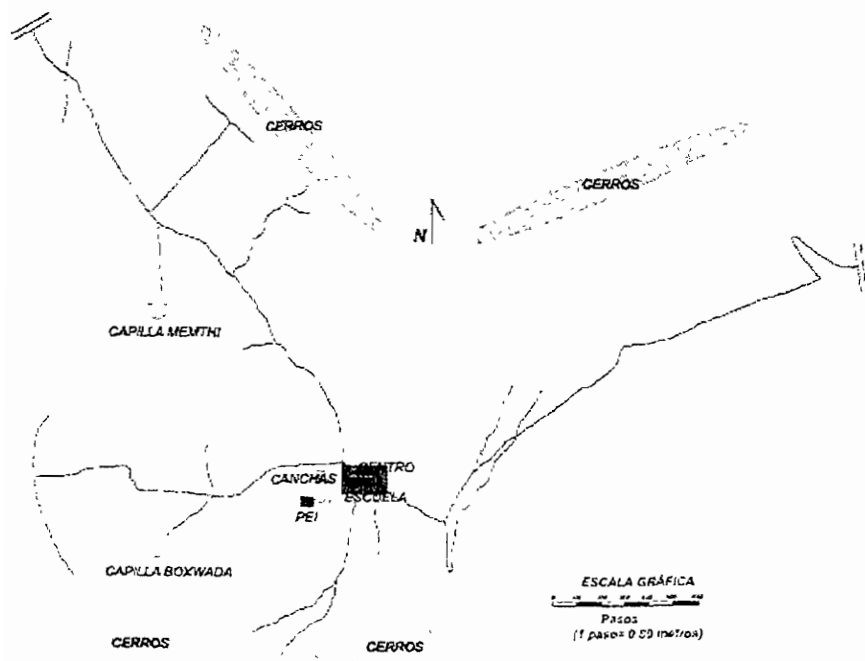 CERROS
CERROS
N
CAPILLA MEMTHI
CENTRO
CANCHAS
ESCUELA
PEI
CAPILLA BOXWADA
ESCALA GRÁFICA
Pasos
CERROS
CERROS